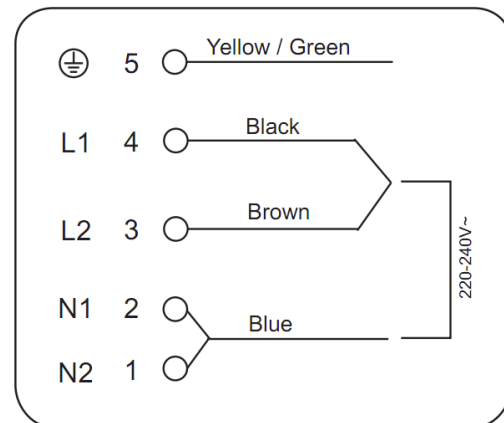 5 Yellow / Green
L1 4 Black
L2 3 Brown
N1 2
Blue
N2 1
220-240V~